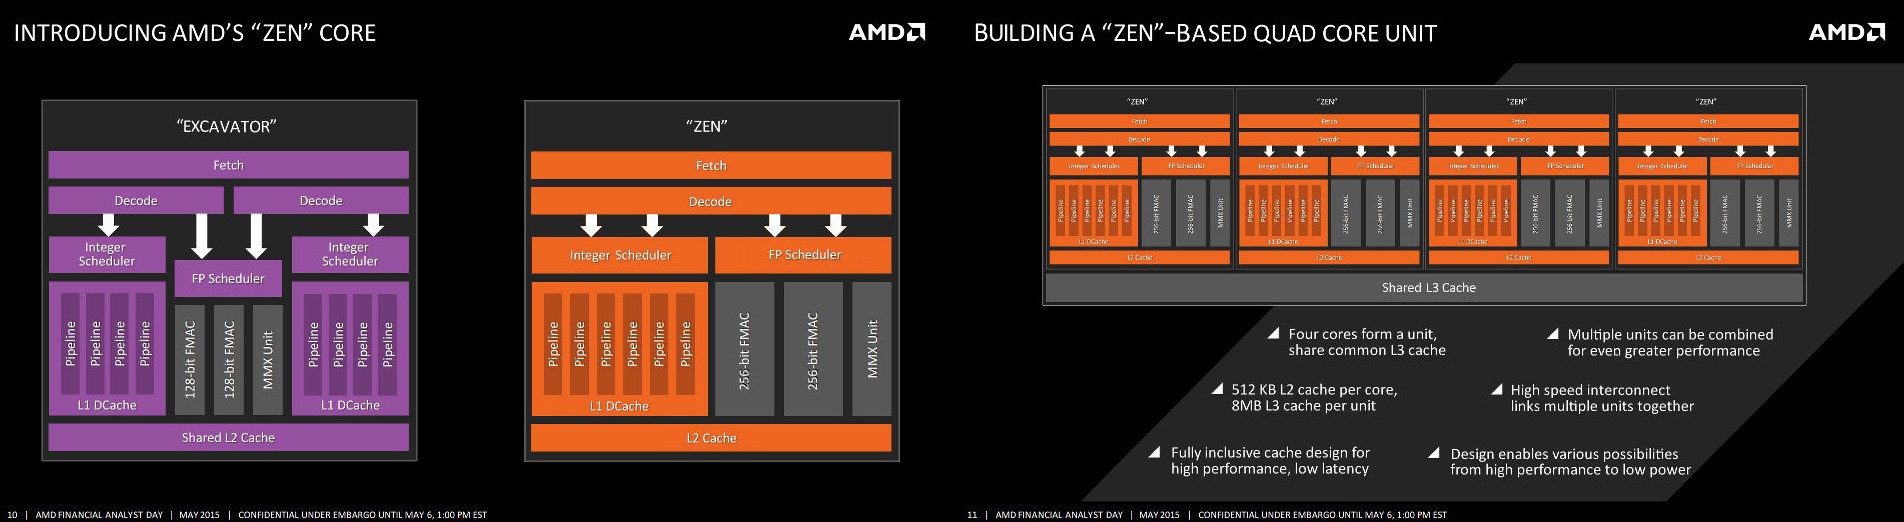 INTRODUCING AMD'S “ZEN” CORE
AMD
“EXCAVATOR”
Fetch
Decode
Decode
Integer
Scheduler
FP Scheduler
Integer
Scheduler
Pipeline
Pipeline
Pipeline
Pipeline
L1 DCache
128-bit FMAC
128-bit FMAC
MMX Unit
Pipeline
Pipeline
Pipeline
Pipeline
L1 DCache
Shared L2 Cache
“ZEN”
Fetch
Decode
Integer Scheduler
FP Scheduler
Pipeline
Pipeline
Pipeline
Pipeline
Pipeline
Pipeline
L1 DCache
256-bit FMAC
256-bit FMAC
MMX Unit
L2 Cache
10 | AMD FINANCIAL ANALYST DAY | MAY 2015 | CONFIDENTIAL UNDER EMBARGO UNTIL MAY 6, 1:00 PM EST
BUILDING A “ZEN”-BASED QUAD CORE UNIT
AMD
“ZEN”
Fetch
Decode
Integer Scheduler
FP Scheduler
Pipeline
Pipeline
Pipeline
Pipeline
Pipeline
Pipeline
L1 DCache
256-bit FMAC
256-bit FMAC
MMX Unit
L2 Cache
“ZEN”
Fetch
Decode
Integer Scheduler
FP Scheduler
Pipeline
Pipeline
Pipeline
Pipeline
Pipeline
Pipeline
L1 DCache
256-bit FMAC
256-bit FMAC
MMX Unit
L2 Cache
“ZEN”
Fetch
Decode
Integer Scheduler
FP Scheduler
Pipeline
Pipeline
Pipeline
Pipeline
Pipeline
Pipeline
L1 DCache
256-bit FMAC
256-bit FMAC
MMX Unit
L2 Cache
“ZEN”
Fetch
Decode
Integer Scheduler
FP Scheduler
Pipeline
Pipeline
Pipeline
Pipeline
Pipeline
Pipeline
L1 DCache
256-bit FMAC
256-bit FMAC
MMX Unit
L2 Cache
Shared L3 Cache
Four cores form a unit,
share common L3 cache
Multiple units can be combined
for even greater performance
512 KB L2 cache per core,
8MB L3 cache per unit
High speed interconnect
links multiple units together
Fully inclusive cache design for
high performance, low latency
Design enables various possibilities
from high performance to low power
11 | AMD FINANCIAL ANALYST DAY | MAY 2015 | CONFIDENTIAL UNDER EMBARGO UNTIL MAY 6, 1:00 PM EST